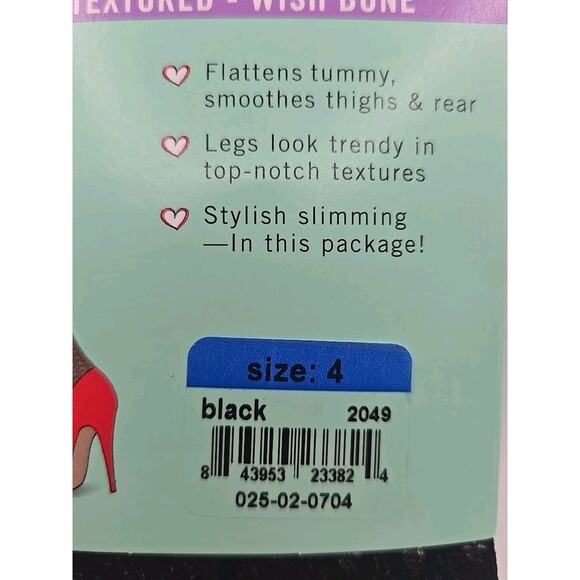 TEXTURED - WISH BONE
Flattens tummy,
smoothes thighs & rear
Legs look trendy in
top-notch textures
Stylish slimming
—In this package!
size: 4
black 2049
8 43953 23382 4
025-02-0704